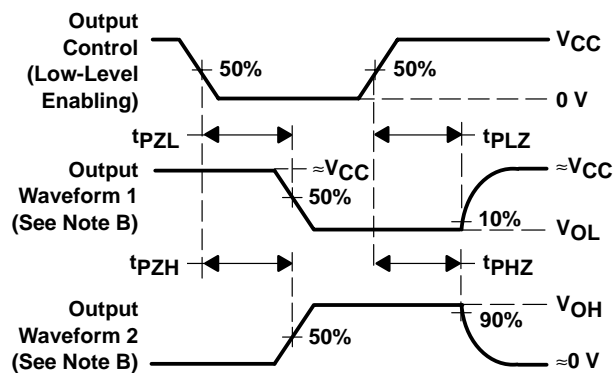 Output
Control
(Low-Level
Enabling)
50%
50%
VCC
0 V
tPZL
tPLZ
Output
Waveform 1
(See Note B)
≈VCC
50%
≈VCC
10%
VOL
tPZH
tPHZ
Output
Waveform 2
(See Note B)
50%
VOH
90%
≈0 V